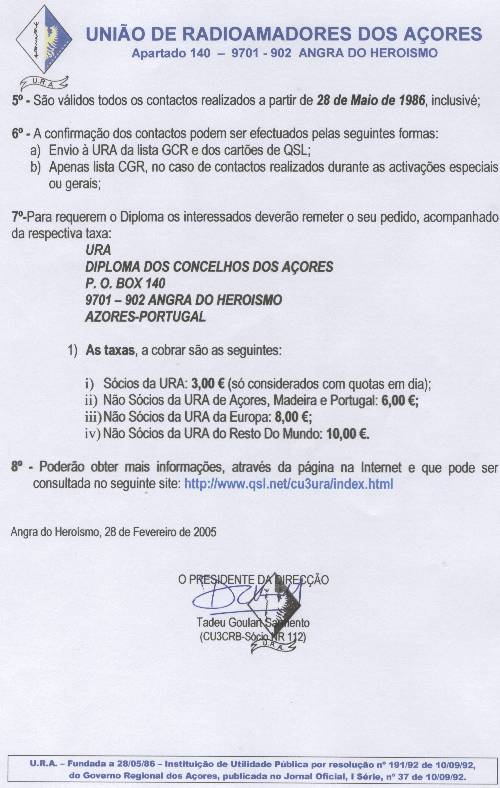 U.R.A.
UNIÃO DE RADIOAMADORES DOS AÇORES
Apartado 140 – 9701 - 902 ANGRA DO HEROISMO
5º - São válidos todos os contactos realizados a partir de 28 de Maio de 1986, inclusivé;
6º - A confirmação dos contactos podem ser efectuados pelas seguintes formas:
a) Envio à URA da lista GCR e dos cartões de QSL;
b) Apenas lista CGR, no caso de contactos realizados durante as activações especiais
ou gerais;
7º-Para requerem o Diploma os interessados deverão remeter o seu pedido, acompanhado
da respectiva taxa:
URA
DIPLOMA DOS CONCELHOS DOS AÇORES
P. O. BOX 140
9701 – 902 ANGRA DO HEROISMO
AZORES-PORTUGAL
1) As taxas, a cobrar são as seguintes:
i) Sócios da URA: 3,00 € (só considerados com quotas em dia);
ii) Não Sócios da URA de Açores, Madeira e Portugal: 6,00 €;
iii) Não Sócios da URA da Europa: 8,00 €;
iv) Não Sócios da URA do Resto Do Mundo: 10,00 €.
8º - Poderão obter mais informações, através da página na Internet e que pode ser
consultada no seguinte site: http://www.qsl.net/cu3ura/index.html
Angra do Heroísmo, 28 de Fevereiro de 2005
O PRESIDENTE DA DIRECÇÃO
Tadeu Goulart Sarmento
(CU3CRB-Sócio NR 112)
U.R.A.
U.R.A. – Fundada a 28/05/86 – Instituição de Utilidade Pública por resolução nº 191/92 de 10/09/92,
do Governo Regional dos Açores, publicada no Jornal Oficial, I Série, nº 37 de 10/09/92.